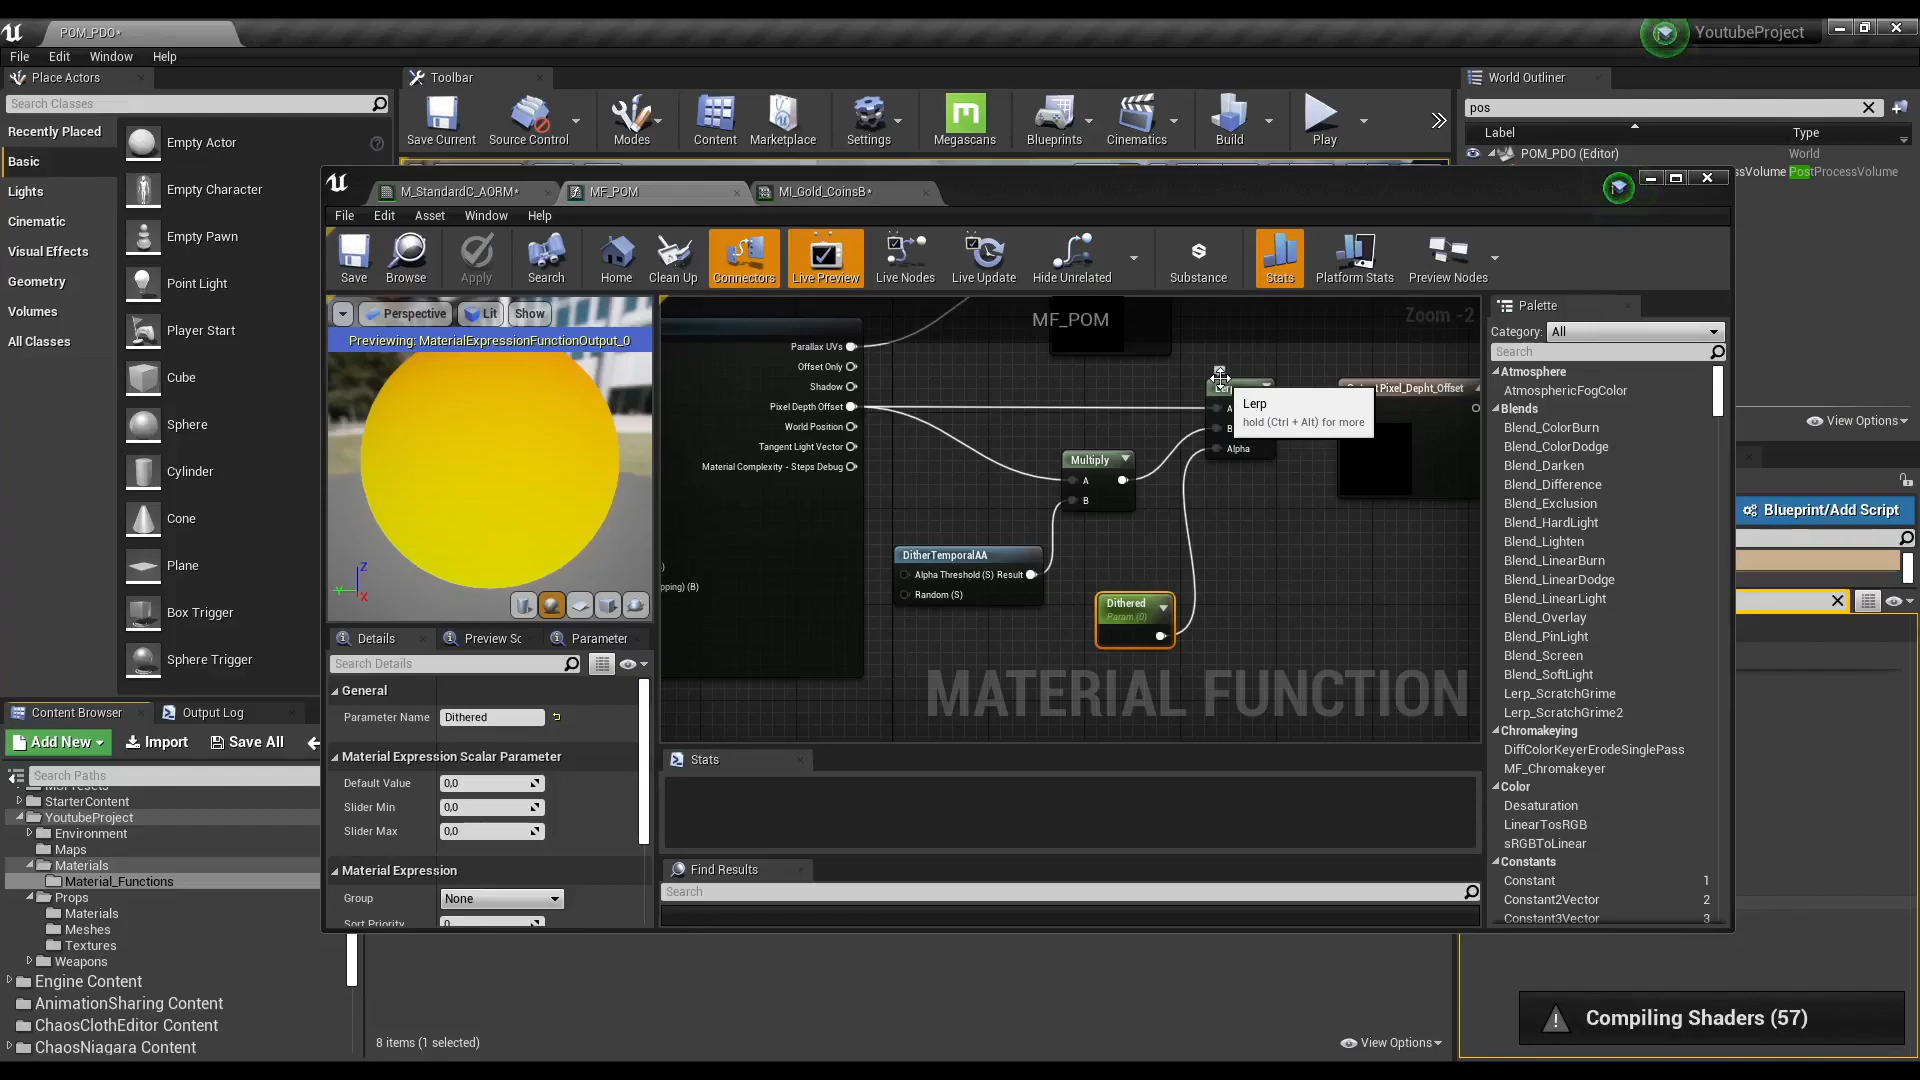 POM_PDO*
YoutubeProject
File Edit Window Help
Place Actors
Toolbar
World Outliner
Search Classes
pos
Recently Placed
Basic
Lights
Cinematic
Visual Effects
Geometry
Volumes
All Classes
Empty Actor
Empty Character
Empty Pawn
Point Light
Player Start
Cube
Sphere
Cylinder
Cone
Plane
Box Trigger
Sphere Trigger
Save Current
Source Control
Modes
Content
Marketplace
Settings
Megascans
Blueprints
Cinematics
Build
Play
Label Type
POM_PDO (Editor) World
ssVolume PostProcessVolume
M_StandardC_AORM*
MF_POM
MI_Gold_CoinsB*
File Edit Asset Window Help
Save
Browse
Apply
Search
Home
Clean Up
Connectors
Live Preview
Live Nodes
Live Update
Hide Unrelated
Substance
Stats
Platform Stats
Preview Nodes
Perspective
Lit
Show
Previewing: MaterialExpressionFunctionOutput_0
Z
Y
X
Parallax UVs
Offset Only
Shadow
Pixel Depth Offset
World Position
Tangent Light Vector
Material Complexity - Steps Debug
pping) (B)
MF_POM
Zoom -2
Lerp
hold (Ctrl + Alt) for more
A
B
Alpha
Pixel_Depht_Offset
Multiply
A
B
DitherTemporalAA
Alpha Threshold (S) Result
Random (S)
Dithered
Param (0)
MATERIAL FUNCTION
Palette
Category: All
Search
Atmosphere
AtmosphericFogColor
Blends
Blend_ColorBurn
Blend_ColorDodge
Blend_Darken
Blend_Difference
Blend_Exclusion
Blend_HardLight
Blend_Lighten
Blend_LinearBurn
Blend_LinearDodge
Blend_LinearLight
Blend_Overlay
Blend_PinLight
Blend_Screen
Blend_SoftLight
Lerp_ScratchGrime
Lerp_ScratchGrime2
Chromakeying
DiffColorKeyerErodeSinglePass
MF_Chromakeyer
Color
Desaturation
LinearTosRGB
sRGBToLinear
Constants
Constant 1
Constant2Vector 2
Constant3Vector 3
View Options
Blueprint/Add Script
Details
Preview Sc
Parameter
Search Details
General
Parameter Name Dithered
Material Expression Scalar Parameter
Default Value 0,0
Slider Min 0,0
Slider Max 0,0
Material Expression
Group None
Sort Priority
Stats
Find Results
Search
Content Browser
Output Log
Add New
Import
Save All
Search Paths
StarterContent
YoutubeProject
Environment
Maps
Materials
Material_Functions
Props
Materials
Meshes
Textures
Weapons
Engine Content
AnimationSharing Content
ChaosClothEditor Content
ChaosNiagara Content
8 items (1 selected)
View Options
Compiling Shaders (57)